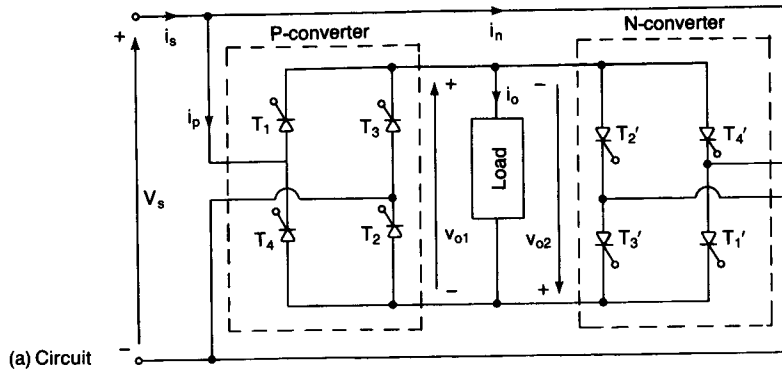 P-converter
N-converter
+
i_s
i_n
+
−
i_o
i_p
T_1
T_3
T_2′
T_4′
V_s
Load
v_o1
v_o2
T_4
T_2
T_3′
T_1′
−
+
(a) Circuit
−